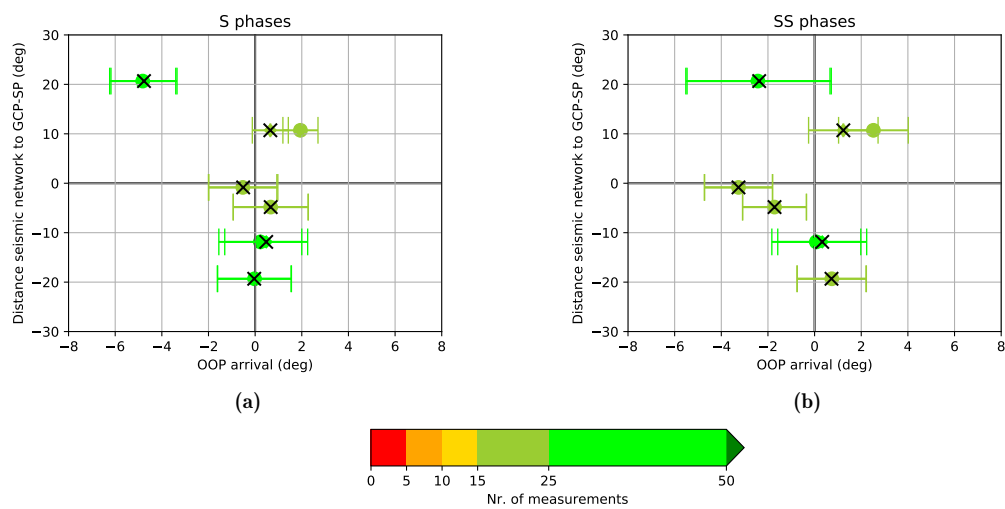 S phases
30
20
10
0
−10
−20
−30
Distance seismic network to GCP-SP (deg)
−8 −6 −4 −2 0 2 4 6 8
OOP arrival (deg)
(a)
SS phases
30
20
10
0
−10
−20
−30
Distance seismic network to GCP-SP (deg)
−8 −6 −4 −2 0 2 4 6 8
OOP arrival (deg)
(b)
0 5 10 15 25 50
Nr. of measurements